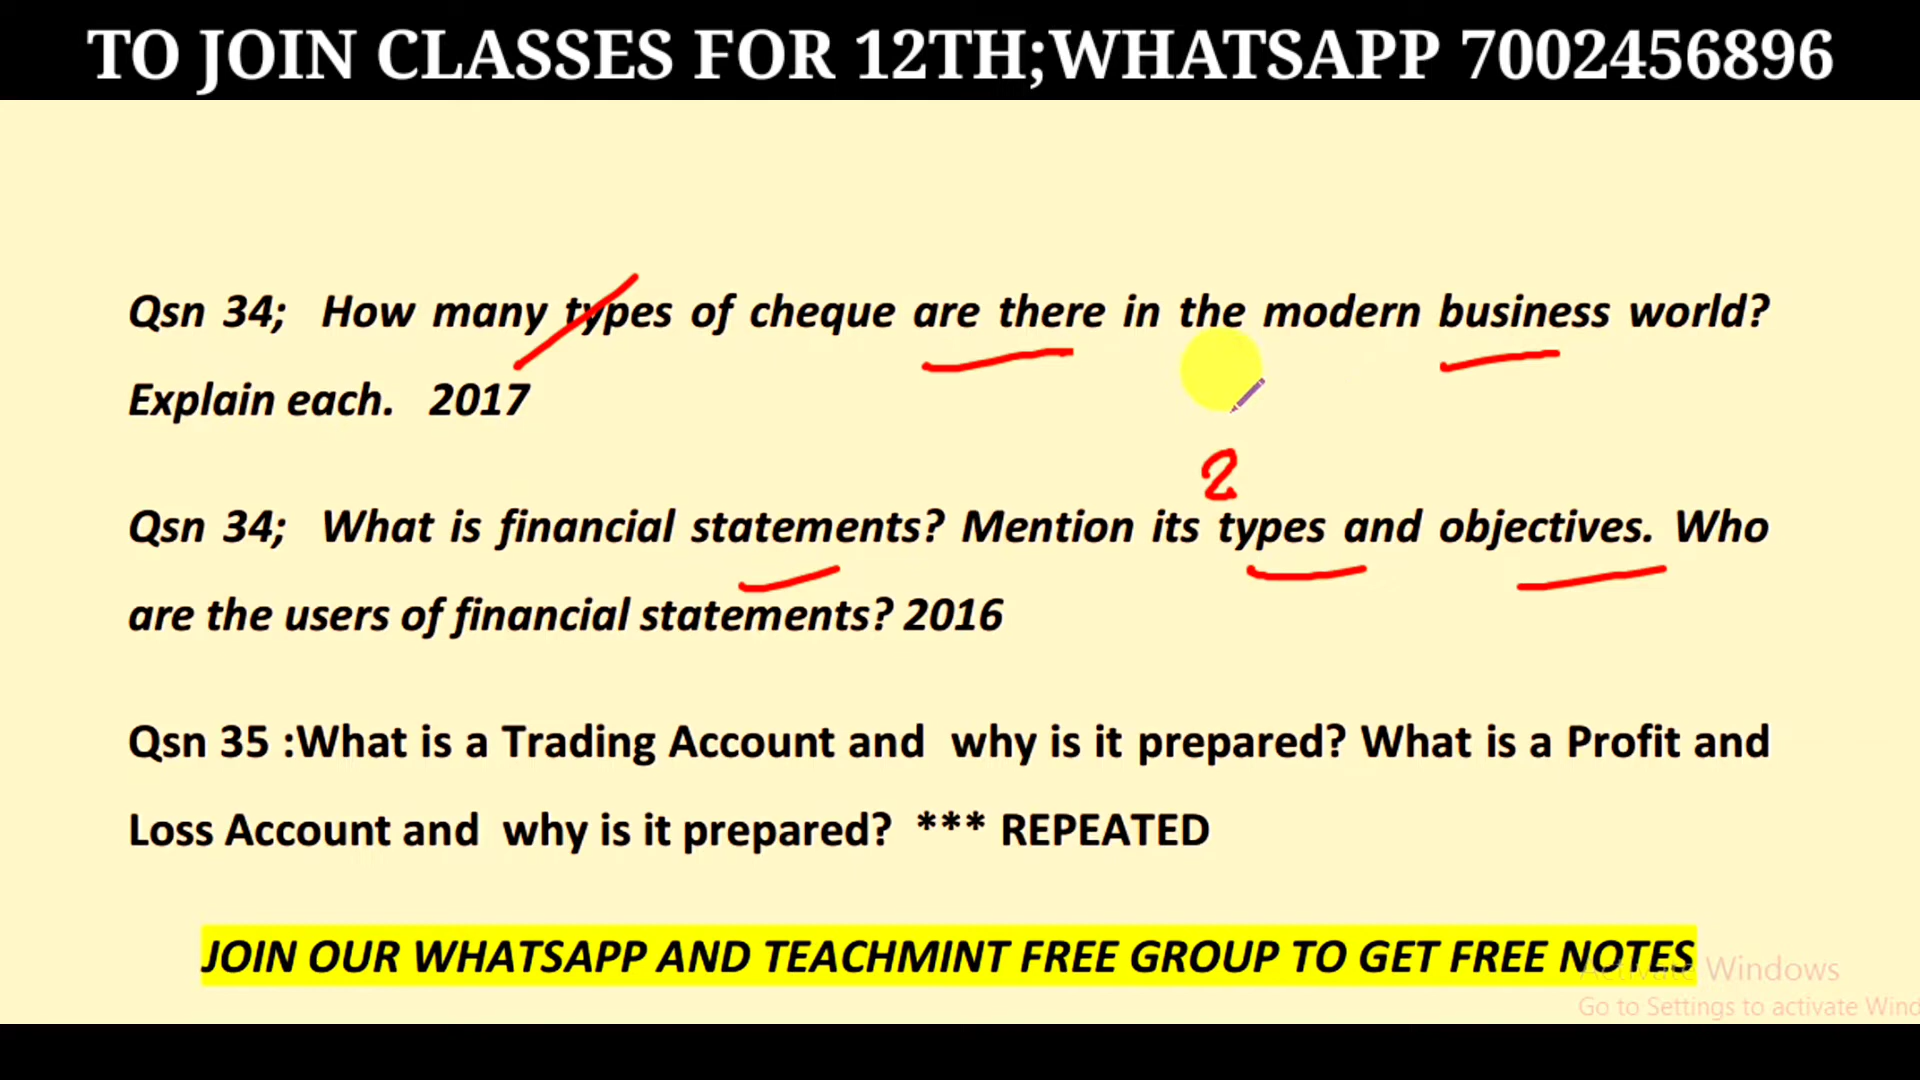 TO JOIN CLASSES FOR 12TH;WHATSAPP 7002456896
Qsn 34; How many types of cheque are there in the modern business world?
Explain each. 2017
2
Qsn 34; What is financial statements? Mention its types and objectives. Who
are the users of financial statements? 2016
Qsn 35 :What is a Trading Account and why is it prepared? What is a Profit and
Loss Account and why is it prepared? *** REPEATED
JOIN OUR WHATSAPP AND TEACHMINT FREE GROUP TO GET FREE NOTES
Activate Windows
Go to Settings to activate Wind